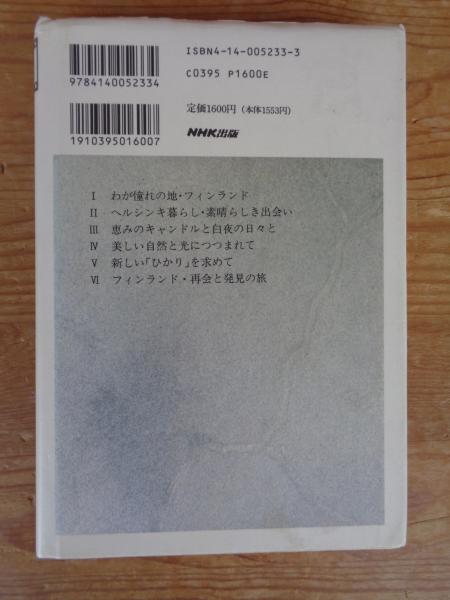 ISBN4-14-005233-3
9784140052334
C0395 P1600E
定価1600円(本体1553円)
NHK出版
1910395016007
I わが憧れの地・フィンランド
II ヘルシンキ暮らし・素晴らしき出会い
III 恵みのキャンドルと白夜の日々と
IV 美しい自然と光につつまれて
V 新しい「ひかり」を求めて
VI フィンランド・再会と発見の旅